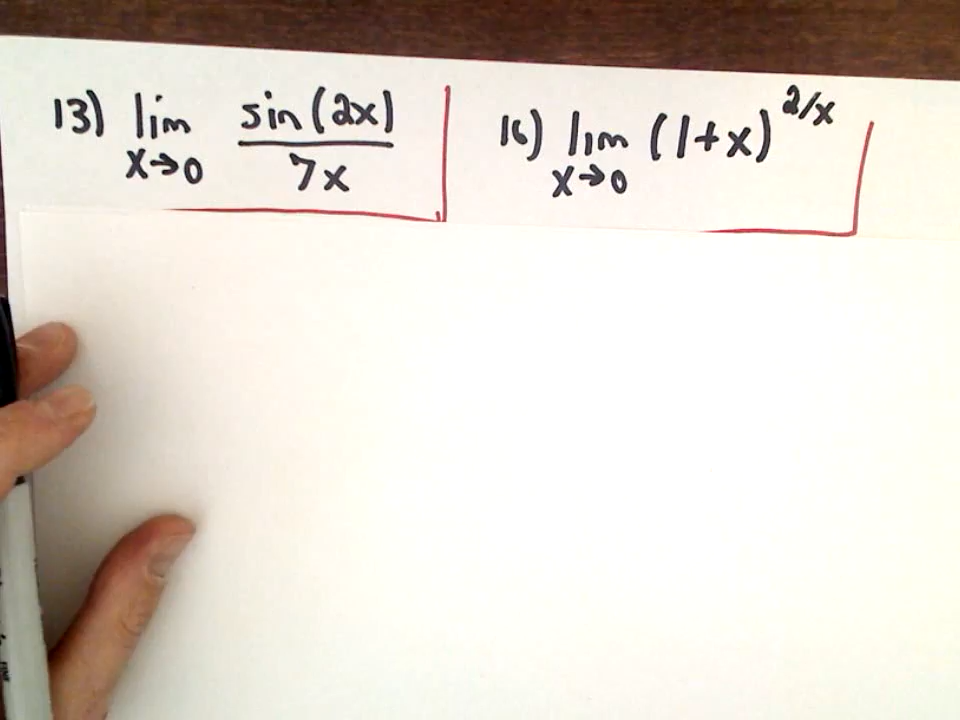 13) lim x→0 sin(2x)/7x
16) lim x→0 (1+x)^2/x